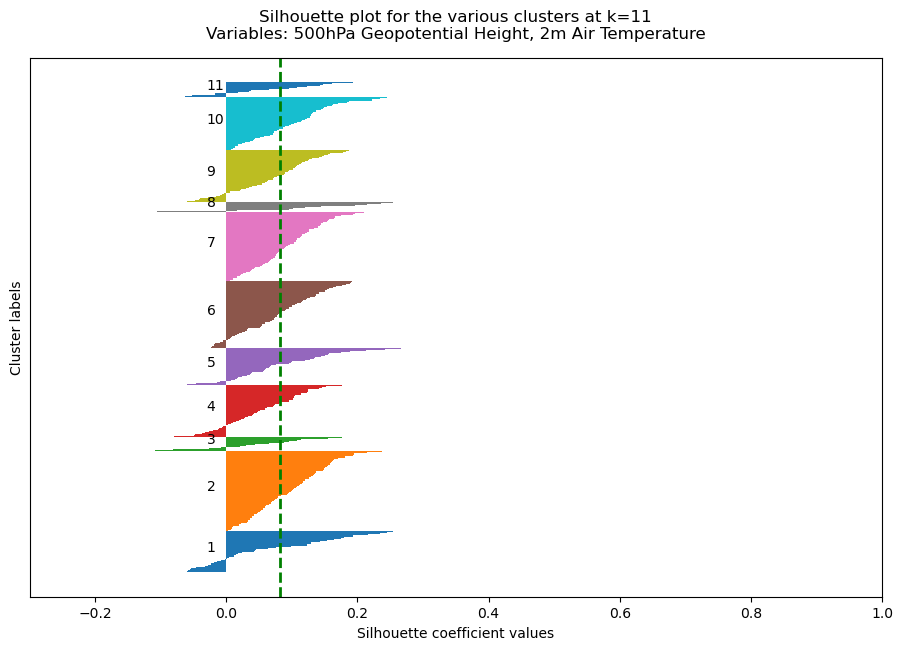 Silhouette plot for the various clusters at k=11
Variables: 500hPa Geopotential Height, 2m Air Temperature
Cluster labels
11
10
9
8
7
6
5
4
3
2
1
−0.2 0.0 0.2 0.4 0.6 0.8 1.0
Silhouette coefficient values